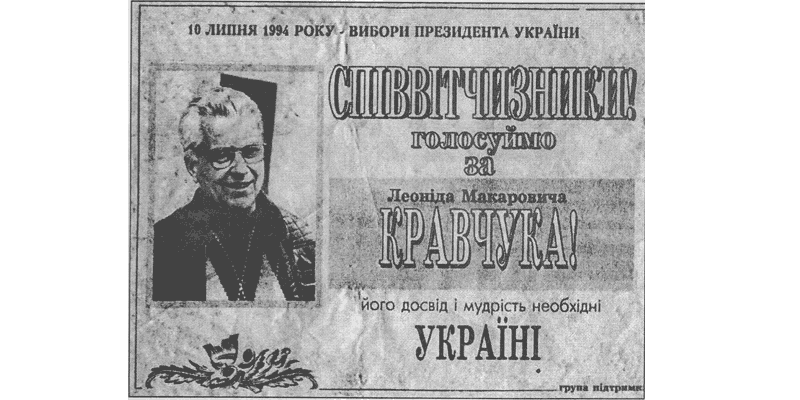 10 ЛИПНЯ 1994 РОКУ - ВИБОРИ ПРЕЗИДЕНТА УКРАЇНИ
СПІВВІТЧИЗНИКИ!
голосуймо
за
Леоніда Макаровича
КРАВЧУКА!
його досвід і мудрість необхідні
УКРАЇНІ
група підтримк